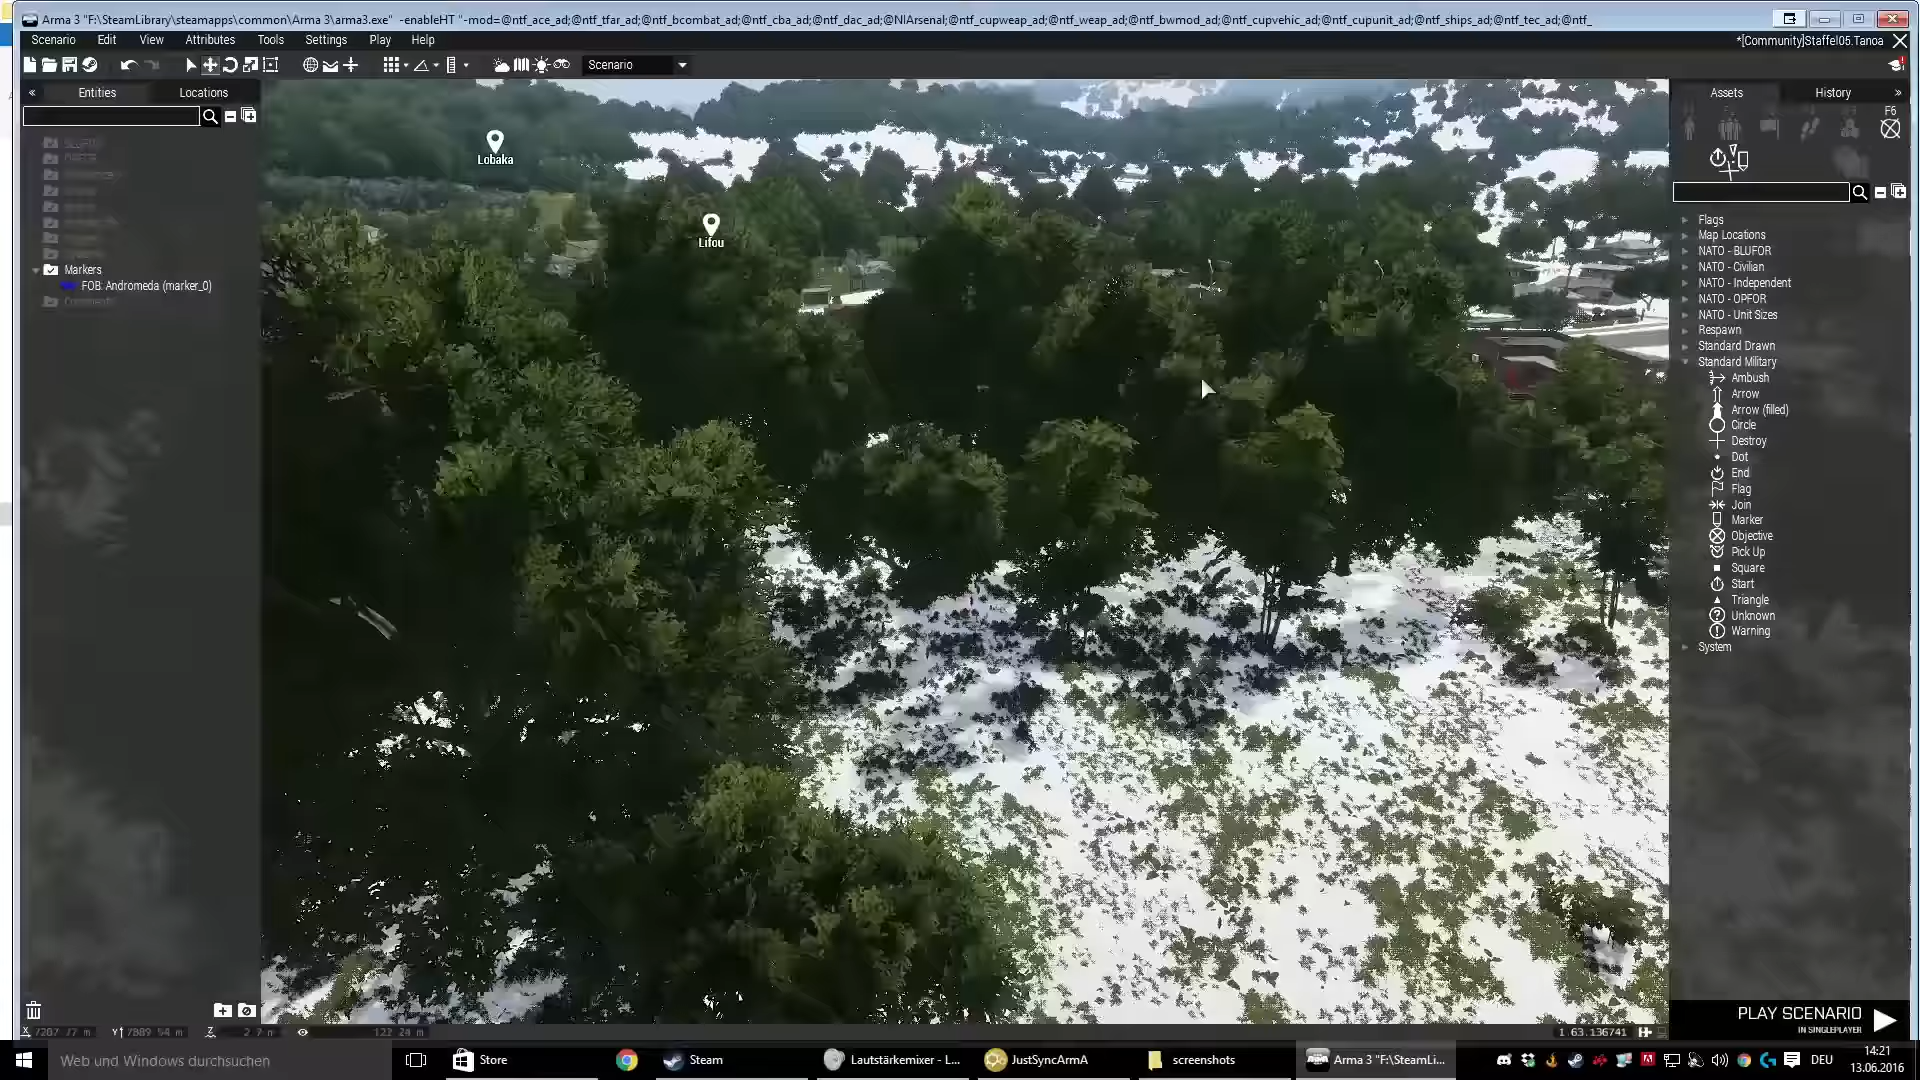 Arma 3 "F:\SteamLibrary\steamapps\common\Arma 3\arma3.exe" -enableHT "-mod=@ntf_ace_ad;@ntf_tfar_ad;@ntf_bcombat_ad;@ntf_cba_ad;@ntf_dac_ad;@NIArsenal;@ntf_cupweap_ad;@ntf_weap_ad;@ntf_bwmod_ad;@ntf_cupvehic_ad;@ntf_cupunit_ad;@ntf_ships_ad;@ntf_tec_ad;@ntf_
Scenario Edit View Attributes Tools Settings Play Help
*[Community]Staffel05.Tanoa
Scenario
Entities Locations
Assets History
F6
Lobaka
Lifou
Markers
FOB: Andromeda (marker_0)
Flags
Map Locations
NATO - BLUFOR
NATO - Civilian
NATO - Independent
NATO - OPFOR
NATO - Unit Sizes
Respawn
Standard Drawn
Standard Military
Ambush
Arrow
Arrow (filled)
Circle
Destroy
Dot
End
Flag
Join
Marker
Objective
Pick Up
Square
Start
Triangle
Unknown
Warning
System
PLAY SCENARIO
IN SINGLEPLAYER
1.63.136741
Web und Windows durchsuchen
Store
Steam
Lautstärkemixer - L...
JustSyncArmA
screenshots
Arma 3 "F:\SteamLi...
DEU
14:21
13.06.2016